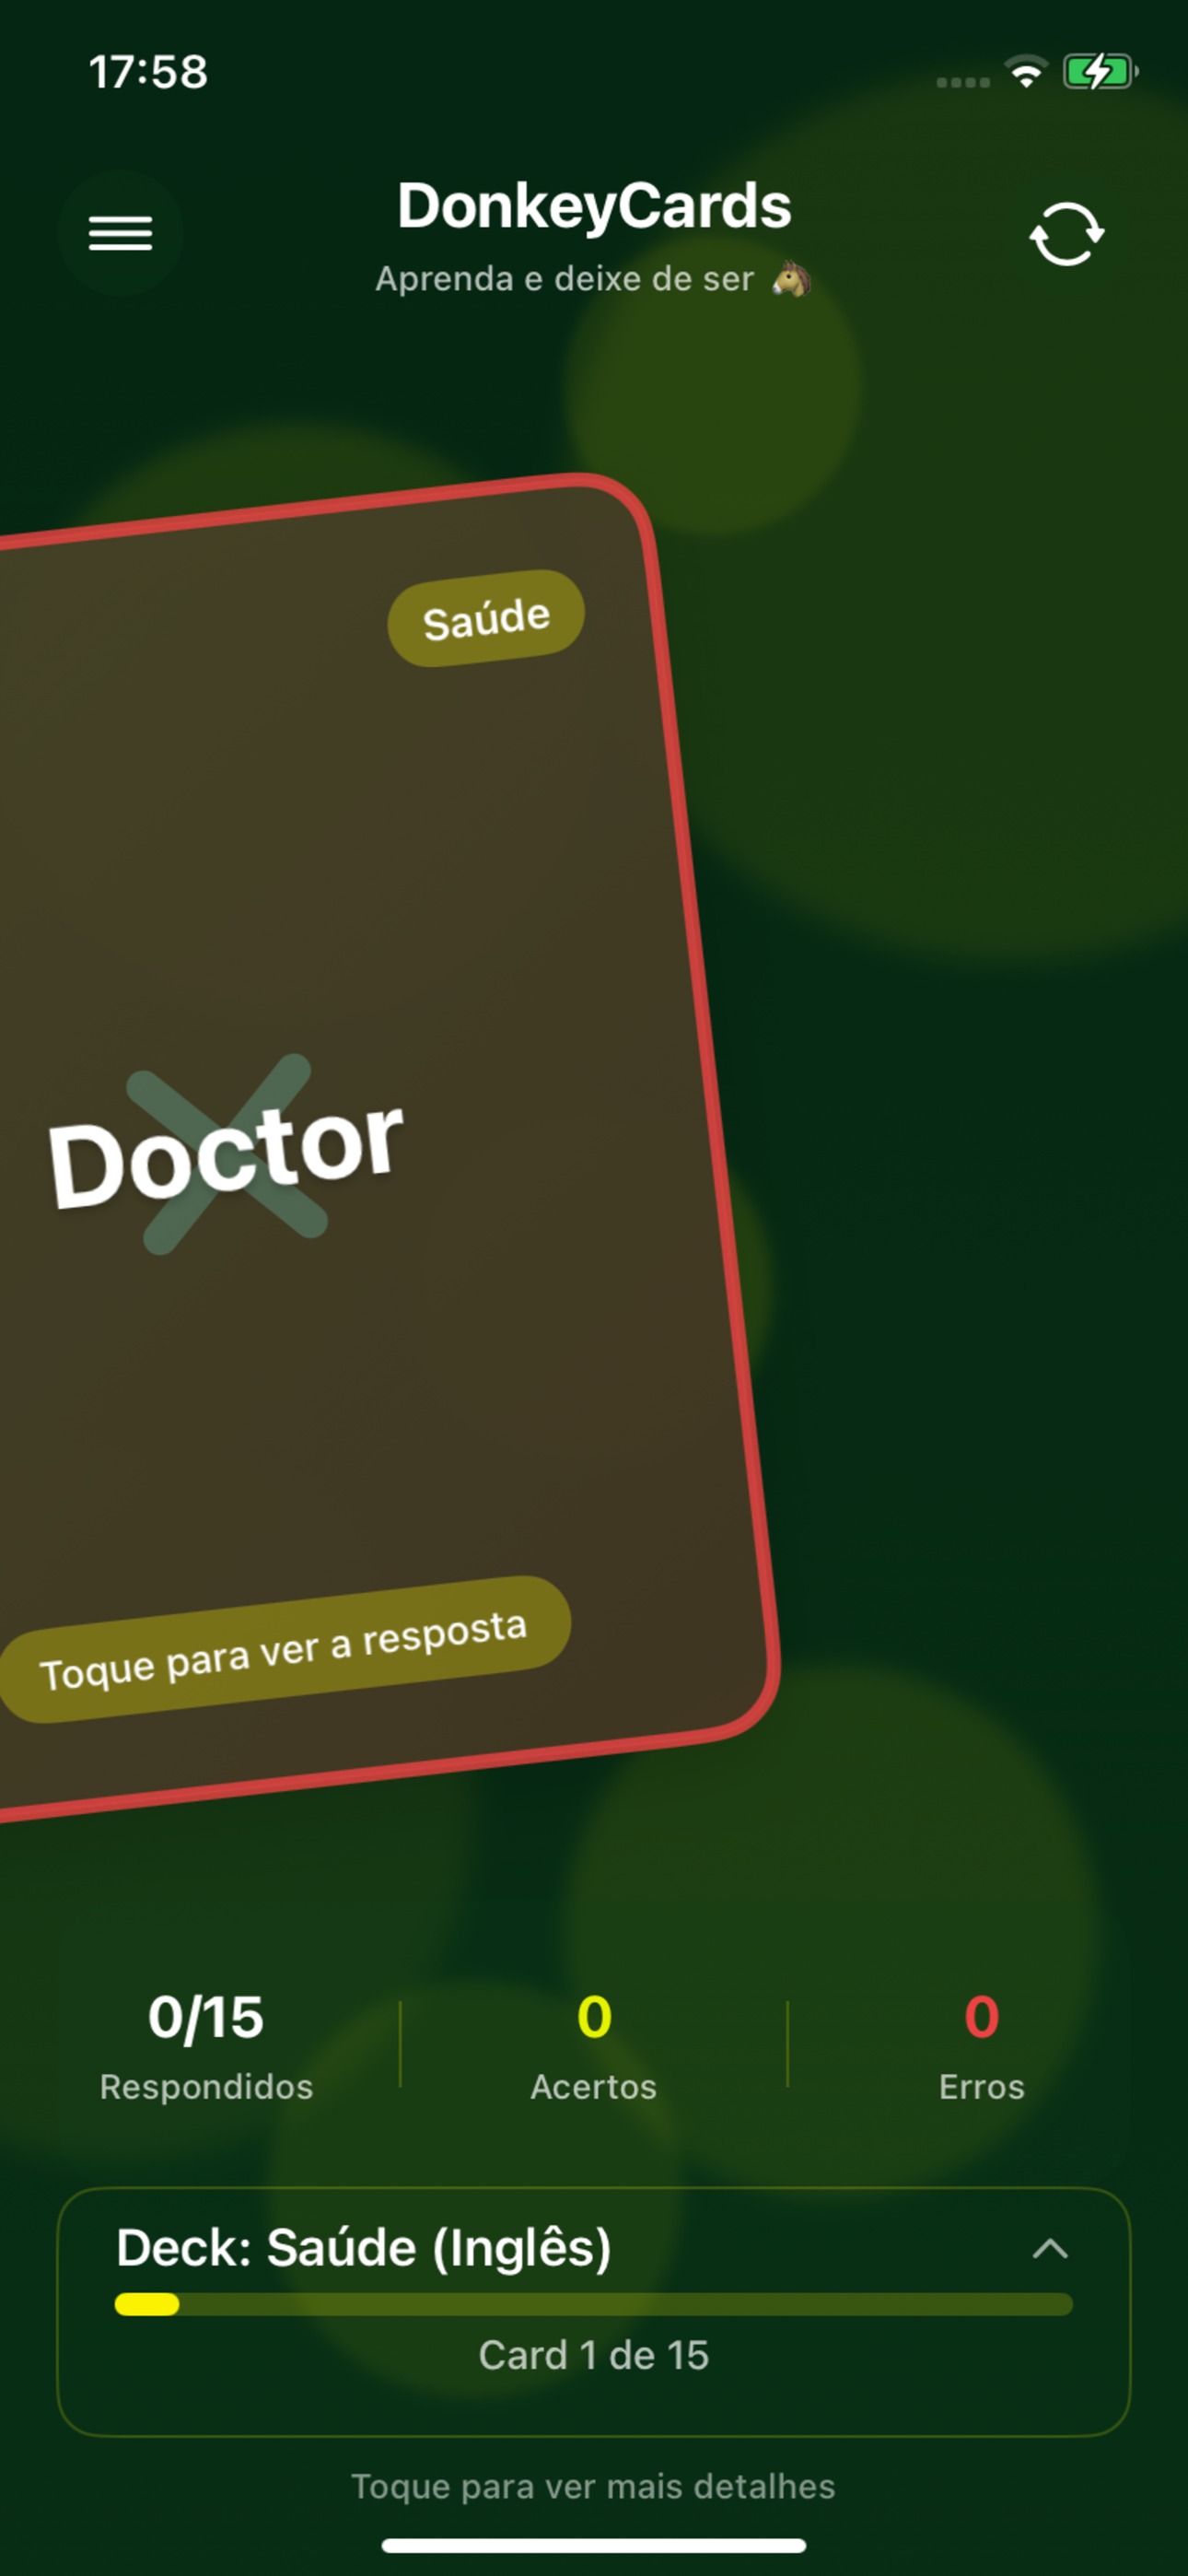 17:58
DonkeyCards
Aprenda e deixe de ser 🐴
Saúde
Doctor
Toque para ver a resposta
0/15
Respondidos
0
Acertos
0
Erros
Deck: Saúde (Inglês)
Card 1 de 15
Toque para ver mais detalhes